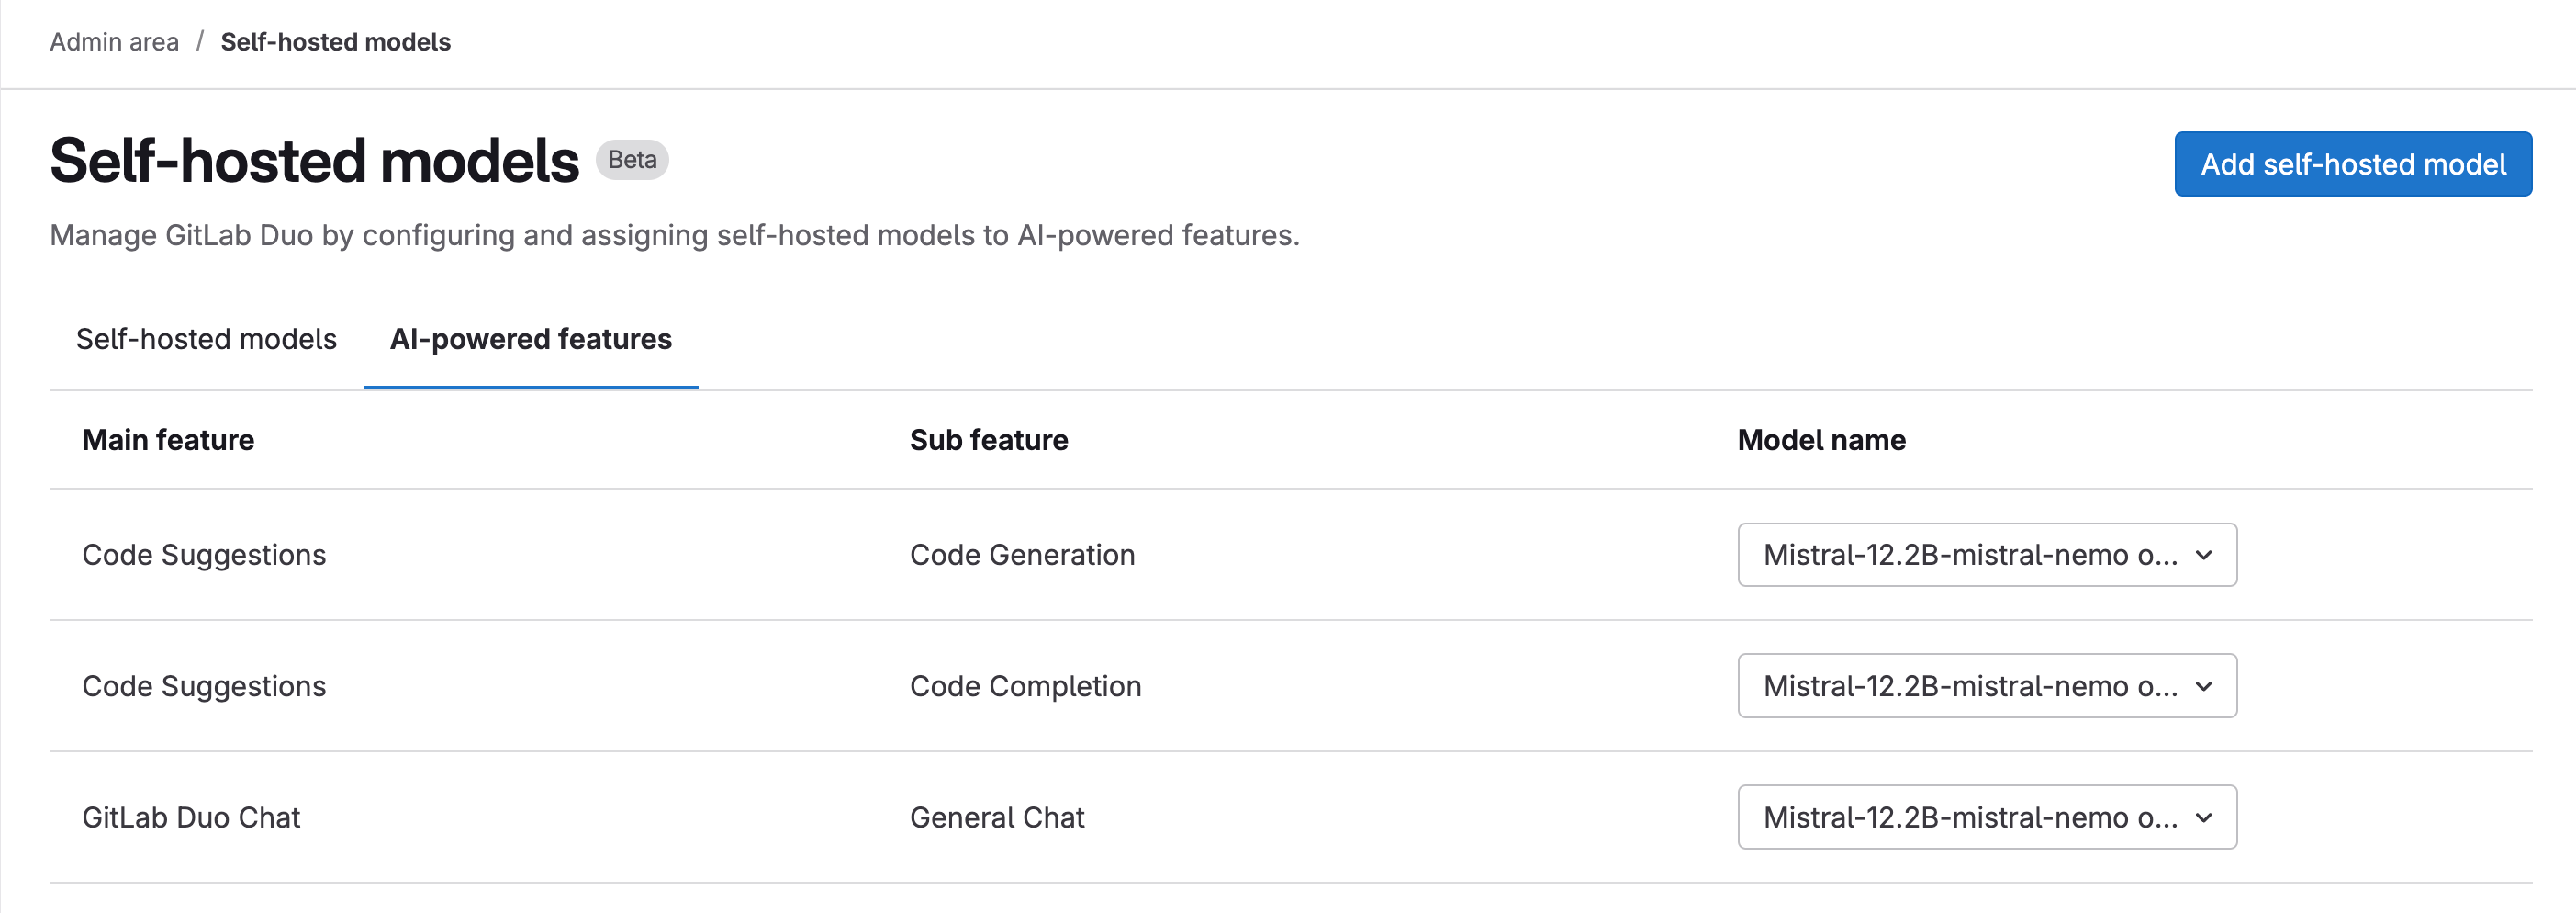 Admin area / Self-hosted models
Self-hosted models Beta
Add self-hosted model
Manage GitLab Duo by configuring and assigning self-hosted models to AI-powered features.
Self-hosted models AI-powered features
Main feature Sub feature Model name
Code Suggestions Code Generation Mistral-12.2B-mistral-nemo o...
Code Suggestions Code Completion Mistral-12.2B-mistral-nemo o...
GitLab Duo Chat General Chat Mistral-12.2B-mistral-nemo o...